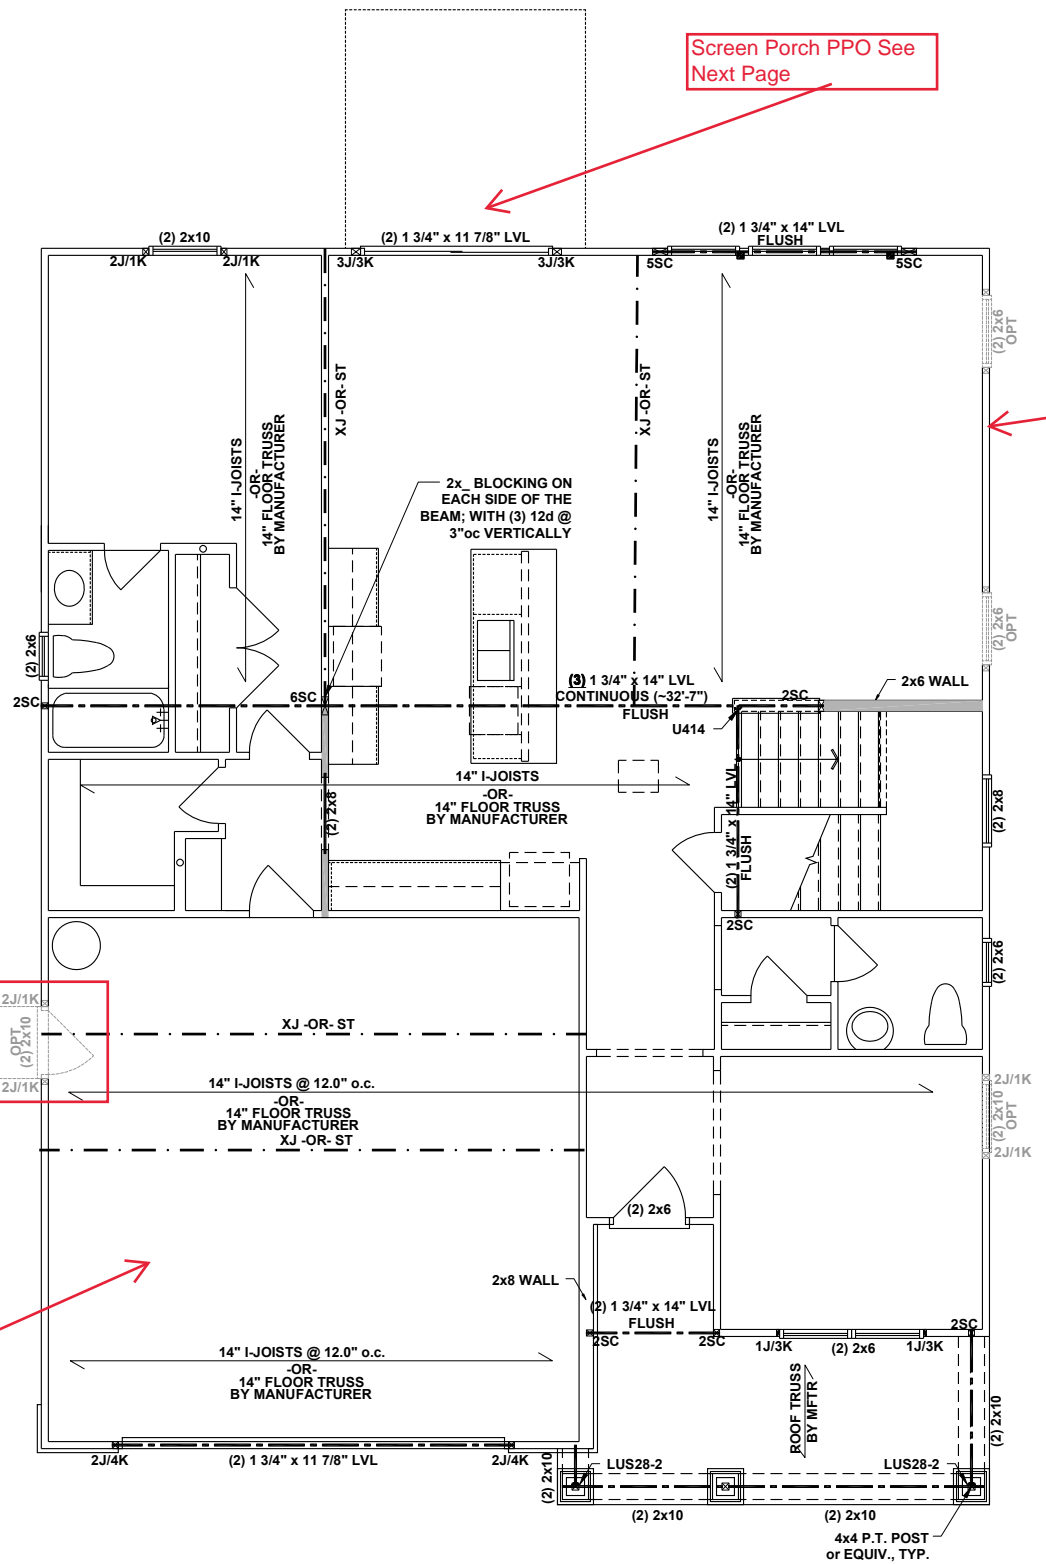 Screen Porch PPO See
Next Page
(2) 2x10
2J/1K
2J/1K
(2) 1 3/4" x 11 7/8" LVL
3J/3K
3J/3K
(2) 1 3/4" x 14" LVL
FLUSH
5SC
5SC
(2) 2x6
OPT
XJ -OR- ST
XJ -OR- ST
14" I-JOISTS
-OR-
14" FLOOR TRUSS
BY MANUFACTURER
14" I-JOISTS
-OR-
14" FLOOR TRUSS
BY MANUFACTURER
2x_ BLOCKING ON
EACH SIDE OF THE
BEAM; WITH (3) 12d @
3"oc VERTICALLY
(2) 2x6
OPT
(2) 2x6
2SC
6SC
(3) 1 3/4" x 14" LVL
CONTINUOUS (~32'-7")
FLUSH
2SC
2x6 WALL
U414
14" I-JOISTS
-OR-
14" FLOOR TRUSS
BY MANUFACTURER
(2) 2x8
(2) 1 3/4" x 14" LVL
FLUSH
(2) 2x8
2SC
(2) 2x6
2J/1K
OPT
(2) 2x10
2J/1K
XJ -OR- ST
14" I-JOISTS @ 12.0" o.c.
-OR-
14" FLOOR TRUSS
BY MANUFACTURER
XJ -OR- ST
2J/1K
(2) 2x10
OPT
2J/1K
(2) 2x6
2x8 WALL
(2) 1 3/4" x 14" LVL
FLUSH
2SC
2SC
1J/3K
(2) 2x6
1J/3K
2SC
14" I-JOISTS @ 12.0" o.c.
-OR-
14" FLOOR TRUSS
BY MANUFACTURER
ROOF TRUSS
BY MFTR
(2) 2x10
2J/4K
(2) 1 3/4" x 11 7/8" LVL
2J/4K
(2) 2x10
LUS28-2
LUS28-2
(2) 2x10
(2) 2x10
4x4 P.T. POST
or EQUIV., TYP.